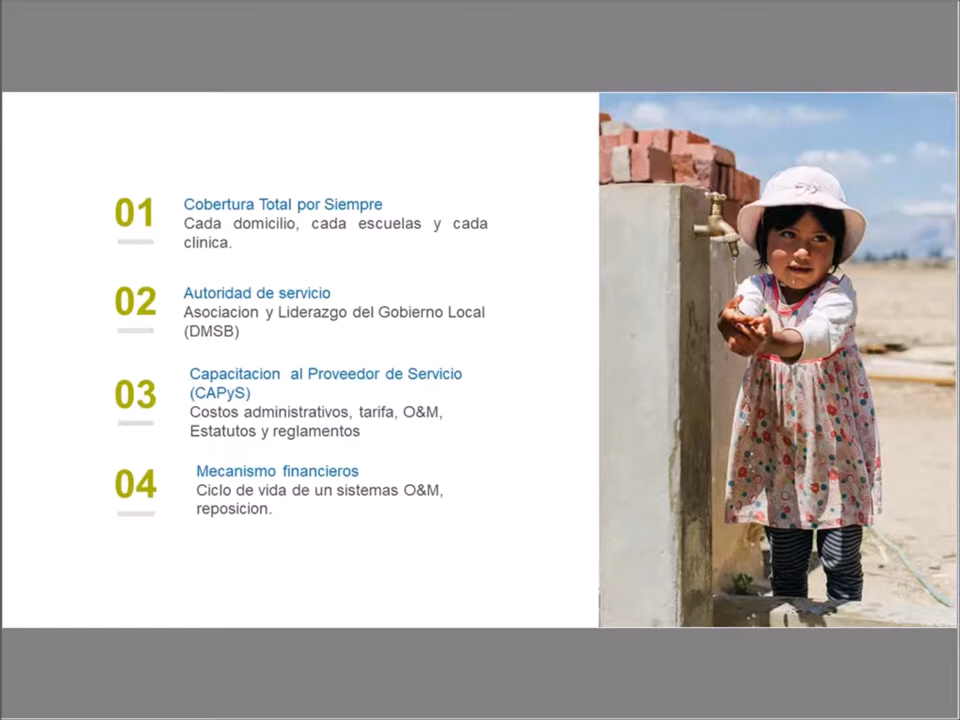 01
Cobertura Total por Siempre
Cada domicilio, cada escuelas y cada
clinica.
02
Autoridad de servicio
Asociacion y Liderazgo del Gobierno Local
(DMSB)
03
Capacitacion al Proveedor de Servicio
(CAPyS)
Costos administrativos, tarifa, O&M,
Estatutos y reglamentos
04
Mecanismo financieros
Ciclo de vida de un sistemas O&M,
reposicion.